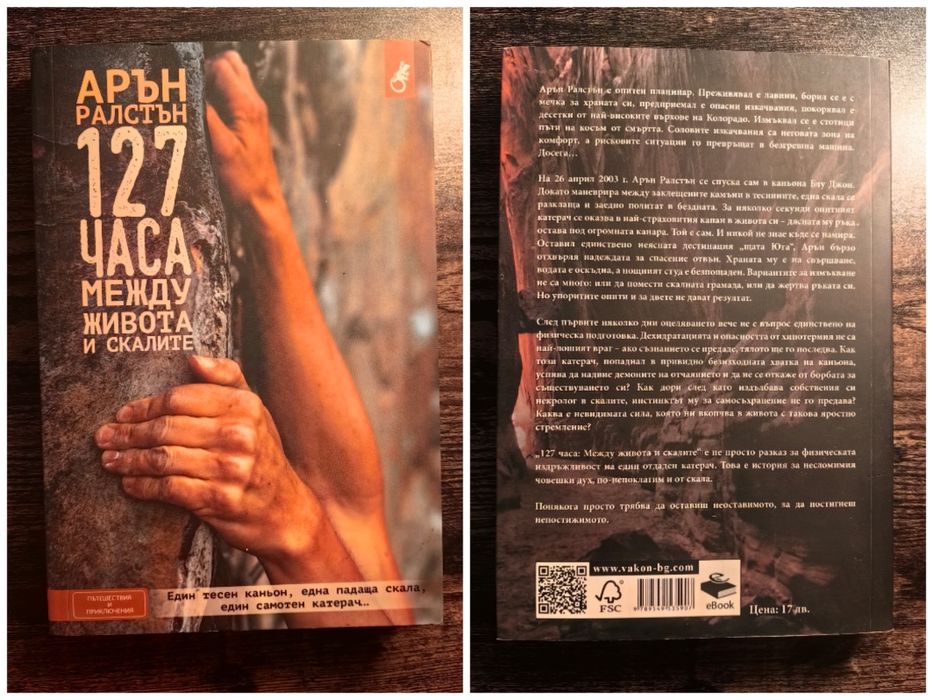 АРЪН
РАЛСТЪН
127
ЧАСА
МЕЖДУ
ЖИВОТА
И СКАЛИТЕ
Един тесен каньон, една падаща скала,
един самотен катерач...
ПЪТЕШЕСТВИЯ
И
ПРИКЛЮЧЕНИЯ
Арън Ралстън е опитен планинар. Преживявал е лавини, борил се е с
мечка за храната си, предприемал е опасни изкачвания, покорявал е
десетки от най-високите върхове на Колорадо. Измъквал се е стотици
пъти на косъм от смъртта. Соловите изкачвания са неговата зона на
комфорт, а рисковите ситуации го превръщат в безгрешна машина.
Досега...
На 26 април 2003 г. Арън Ралстън се спуска сам в каньона Блу Джон.
Докато маневрира между заклещените камъни в теснините, една скала се
разклаща и заедно политат в бездната. За няколко секунди опитният
катерач се оказва в най-страховития капан в живота си – дясната му ръка
остава под огромната канара. Той е сам. И никой не знае къде се намира.
Оставил единствено неясната дестинация „щата Юта“, Арън бързо
отхвърля надеждата за спасение отвън. Храната му е на свършване,
водата е оскъдна, а нощният студ е безпощаден. Вариантите за измъкване
не са много: или да помести скалната грамада, или да жертва ръката си.
Но упоритите опити и за двете не дават резултат.
След първите няколко дни оцеляването вече не е въпрос единствено на
физическа подготовка. Дехидратацията и опасността от хипотермия не са
най-лошият враг – ако съзнанието се предаде, тялото ще го последва. Как
този катерач, попаднал в привидно безизходната хватка на каньона,
успява да надвие демоните на отчаянието и да не се откаже от борбата за
съществуването си? Как дори след като издълбава собствения си
некролог в скалите, инстинктът му за самосъхранение не го предава?
Каква е невидимата сила, която ни вкопчва в живота с такова яростно
стремление?
„127 часа: Между живота и скалите“ е не просто разказ за физическата
издръжливост на един отдаден катерач. Това е история за несломимия
човешки дух, по-непоклатим и от скала.
Понякога просто трябва да оставиш неоставимото, за да постигнеш
непостижимото.
www.vakon-bg.com
FSC
9 789549 535907
eBook
Цена: 17 лв.